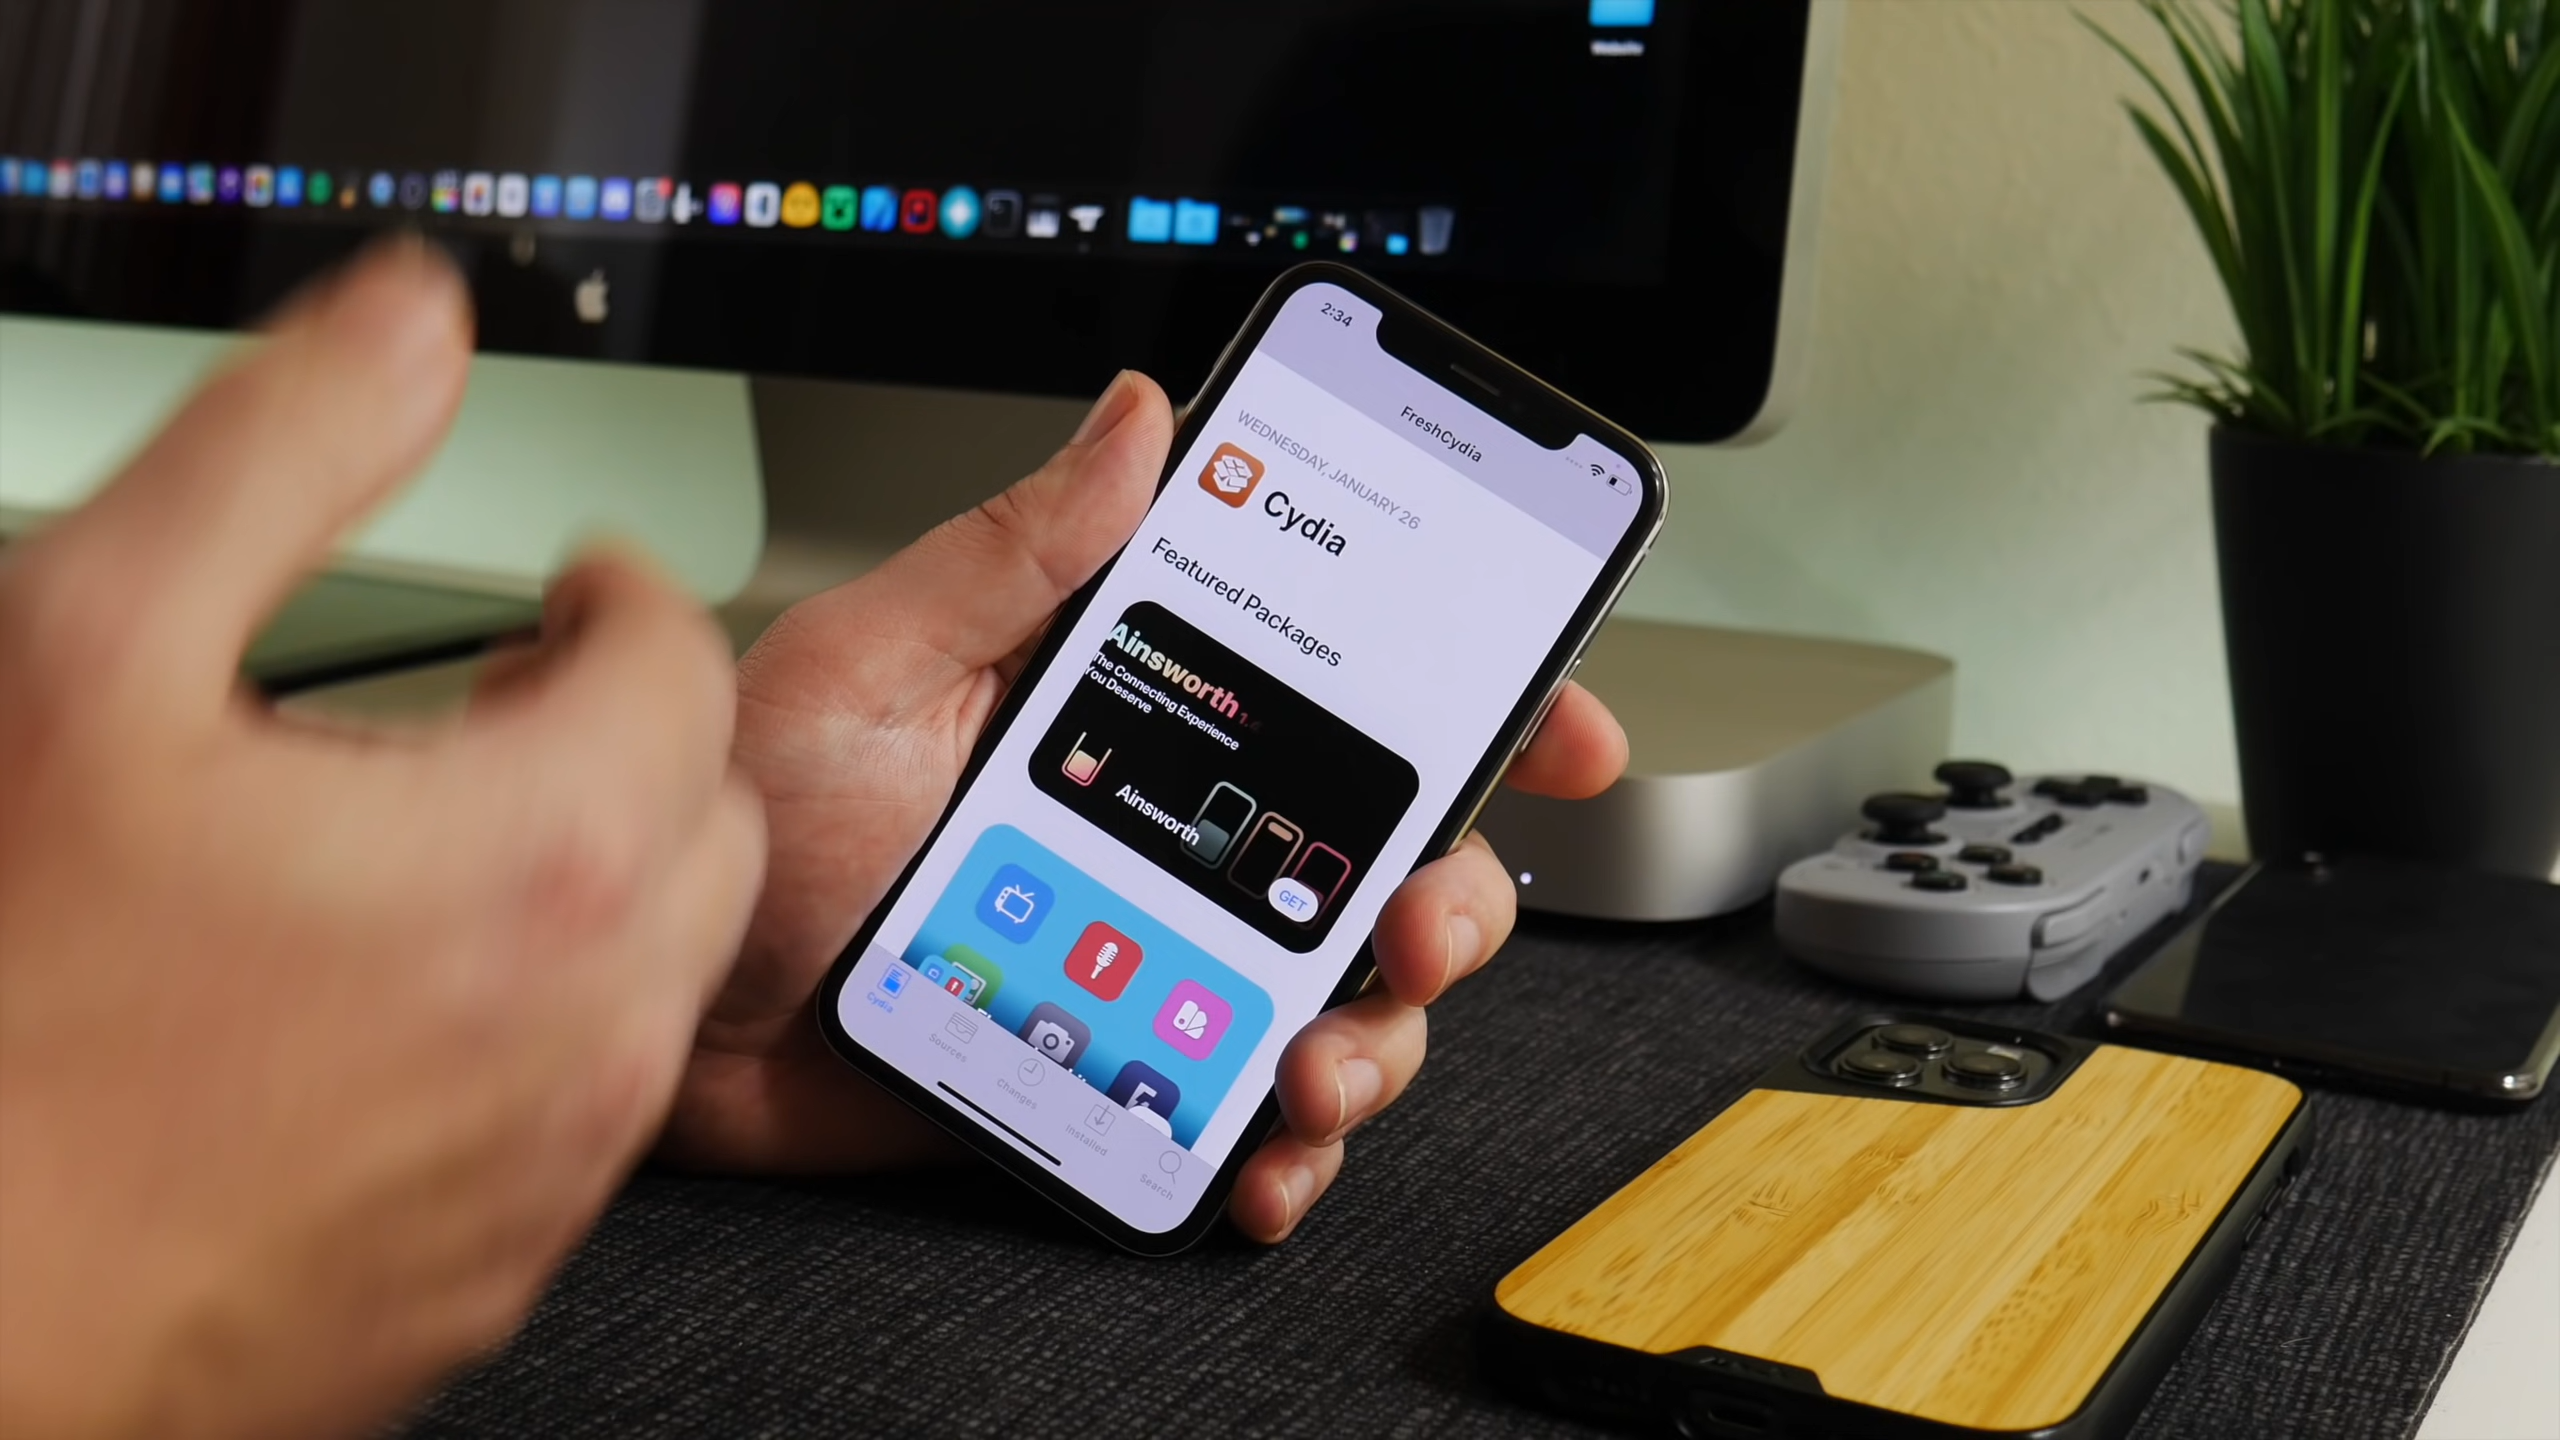 Website
2:34
FreshCydia
WEDNESDAY, JANUARY 26
Cydia
Featured Packages
Ainsworth
The Connecting Experience
You Deserve
Ainsworth
GET
Cydia
Sources
Changes
Installed
Search